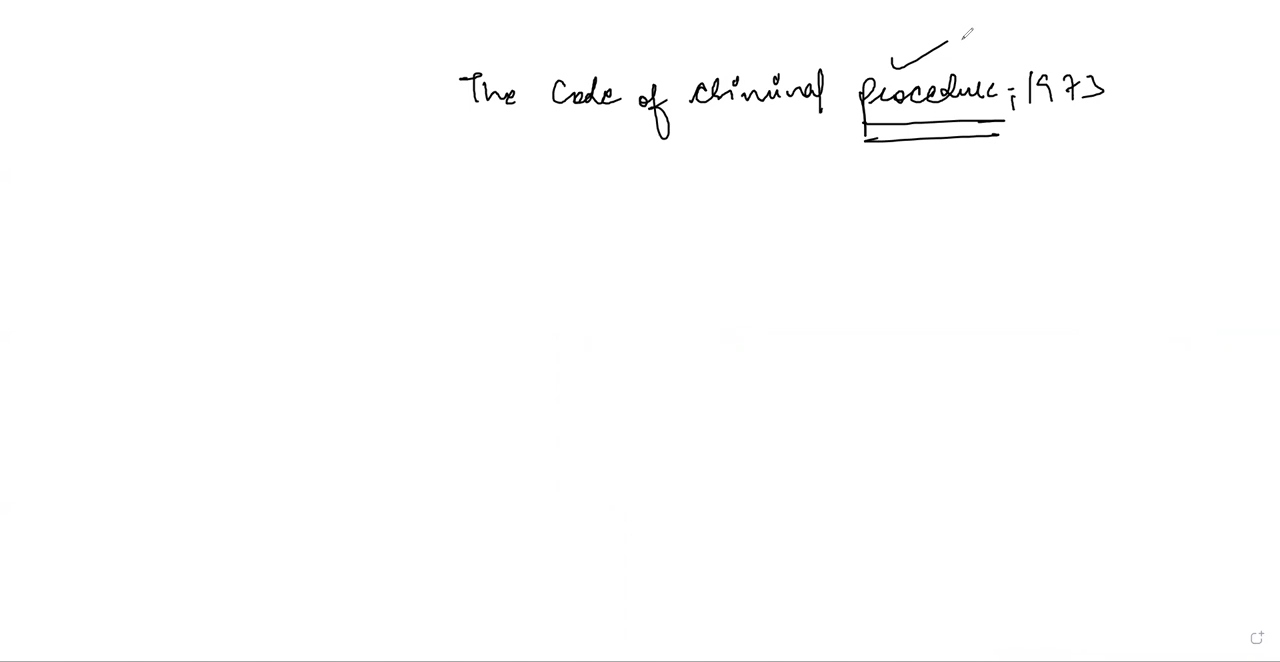 The Code of criminal procedure, 1973